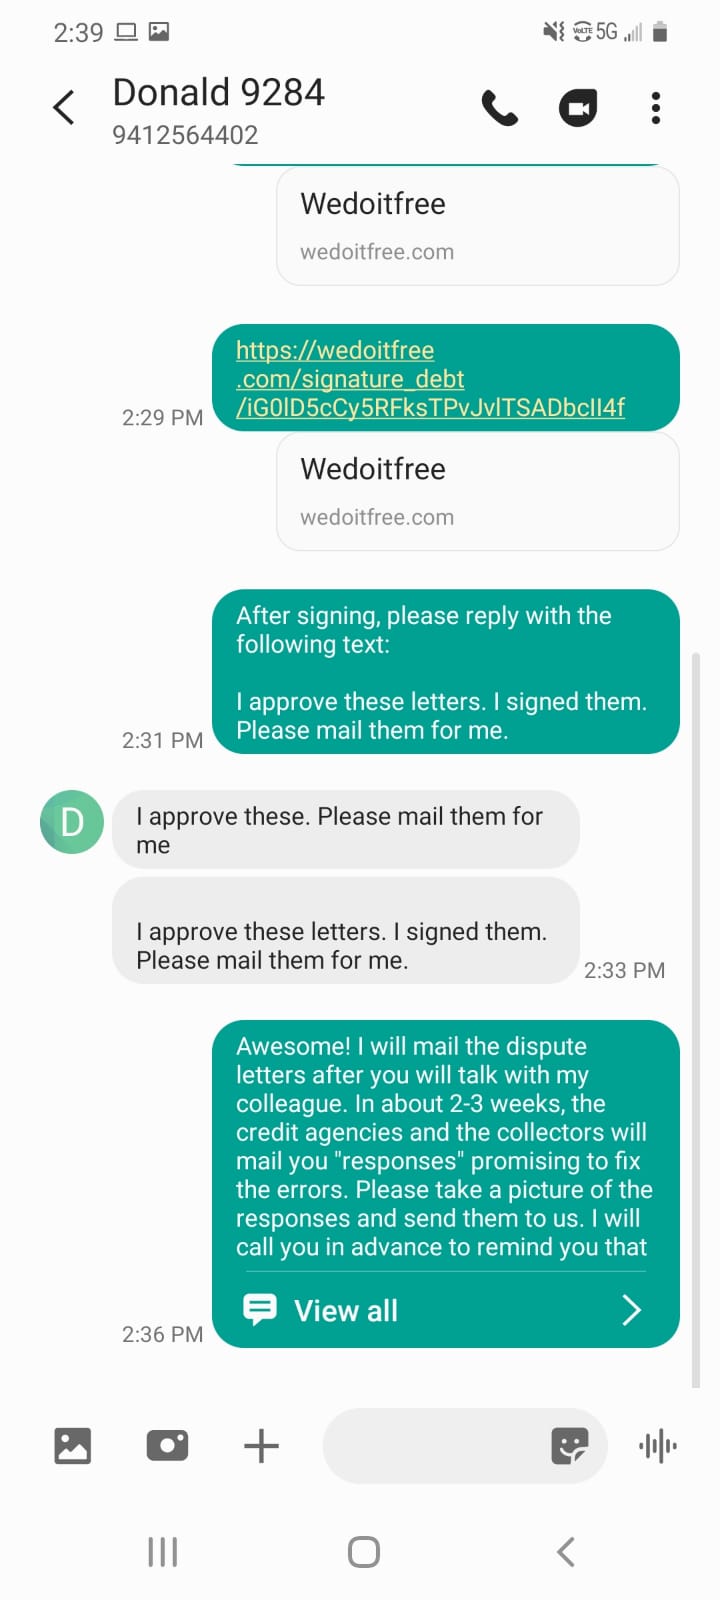 2:39
VoLTE 5G
Donald 9284
9412564402
Wedoitfree
wedoitfree.com
https://wedoitfree
.com/signature_debt
/iG0lD5cCy5RFksTPvJvlTSADbcII4f
2:29 PM
Wedoitfree
wedoitfree.com
After signing, please reply with the
following text:
I approve these letters. I signed them.
Please mail them for me.
2:31 PM
D
I approve these. Please mail them for
me
I approve these letters. I signed them.
Please mail them for me.
2:33 PM
Awesome! I will mail the dispute
letters after you will talk with my
colleague. In about 2-3 weeks, the
credit agencies and the collectors will
mail you "responses" promising to fix
the errors. Please take a picture of the
responses and send them to us. I will
call you in advance to remind you that
View all
2:36 PM